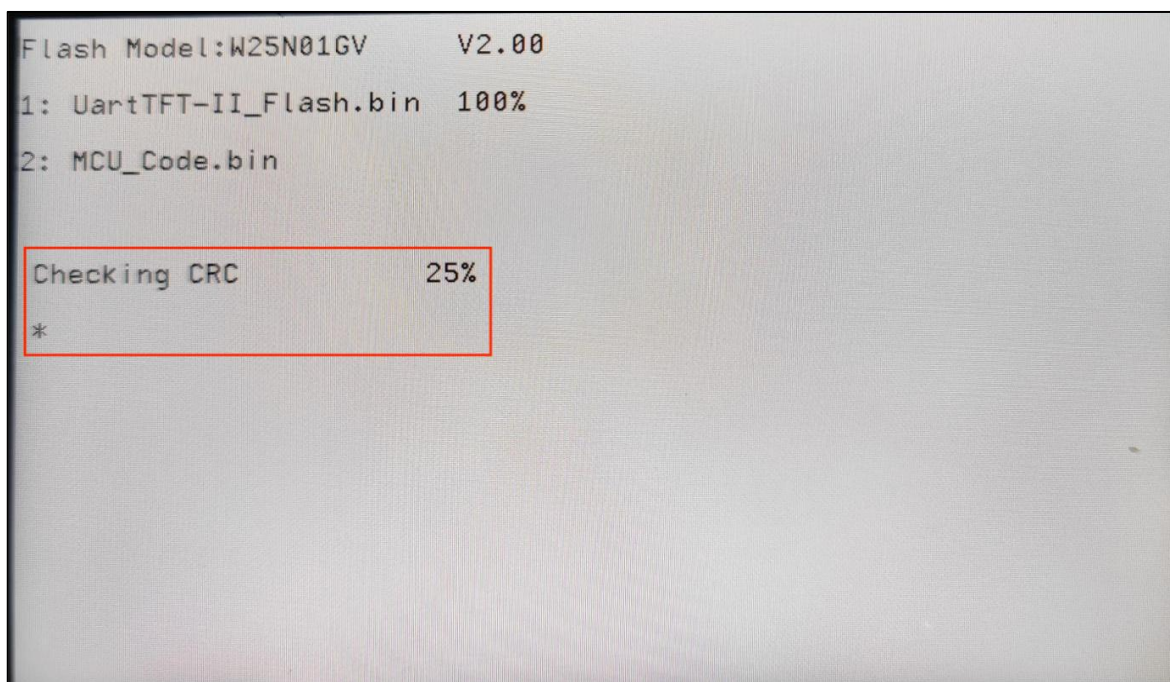 Flash Model:W25N01GV V2.00
1: UartTFT-II_Flash.bin 100%
2: MCU_Code.bin
Checking CRC 25%
*